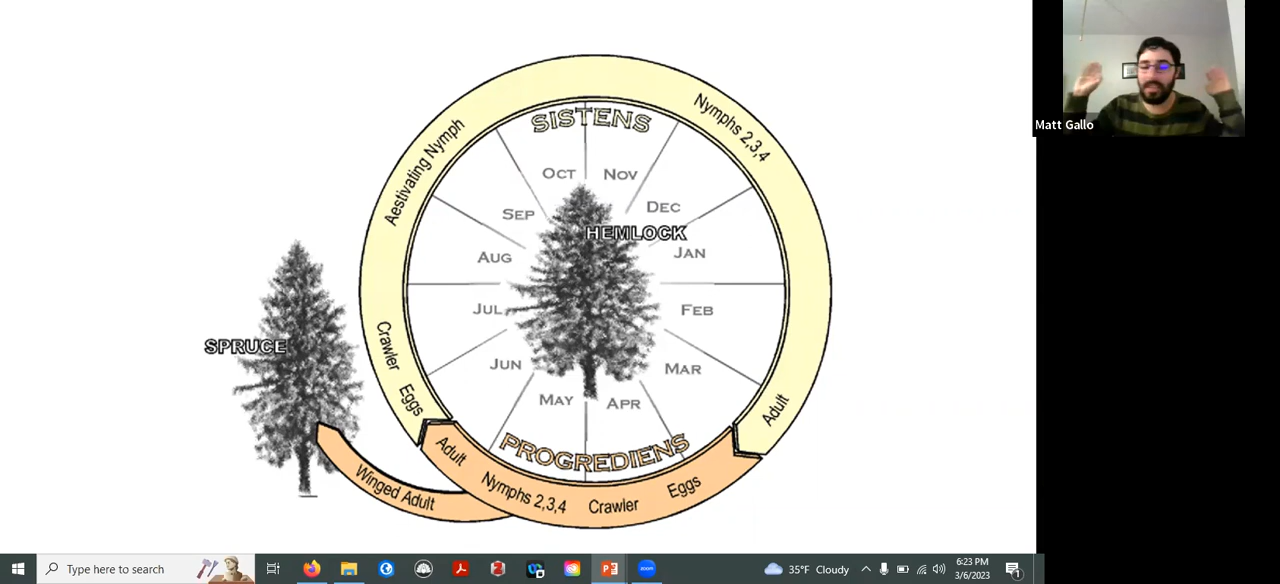 SISTENS
Nymphs 2,3,4
Aestivating Nymph
OCT
NOV
SEP
DEC
HEMLOCK
AUG
JAN
JUL
FEB
SPRUCE
Crawler
JUN
MAR
Eggs
MAY
APR
Adult
PROGREDIENS
Adult
Nymphs 2,3,4
Crawler
Eggs
Winged Adult
Matt Gallo
Type here to search
zoom
35°F Cloudy
6:23 PM
3/6/2023
1